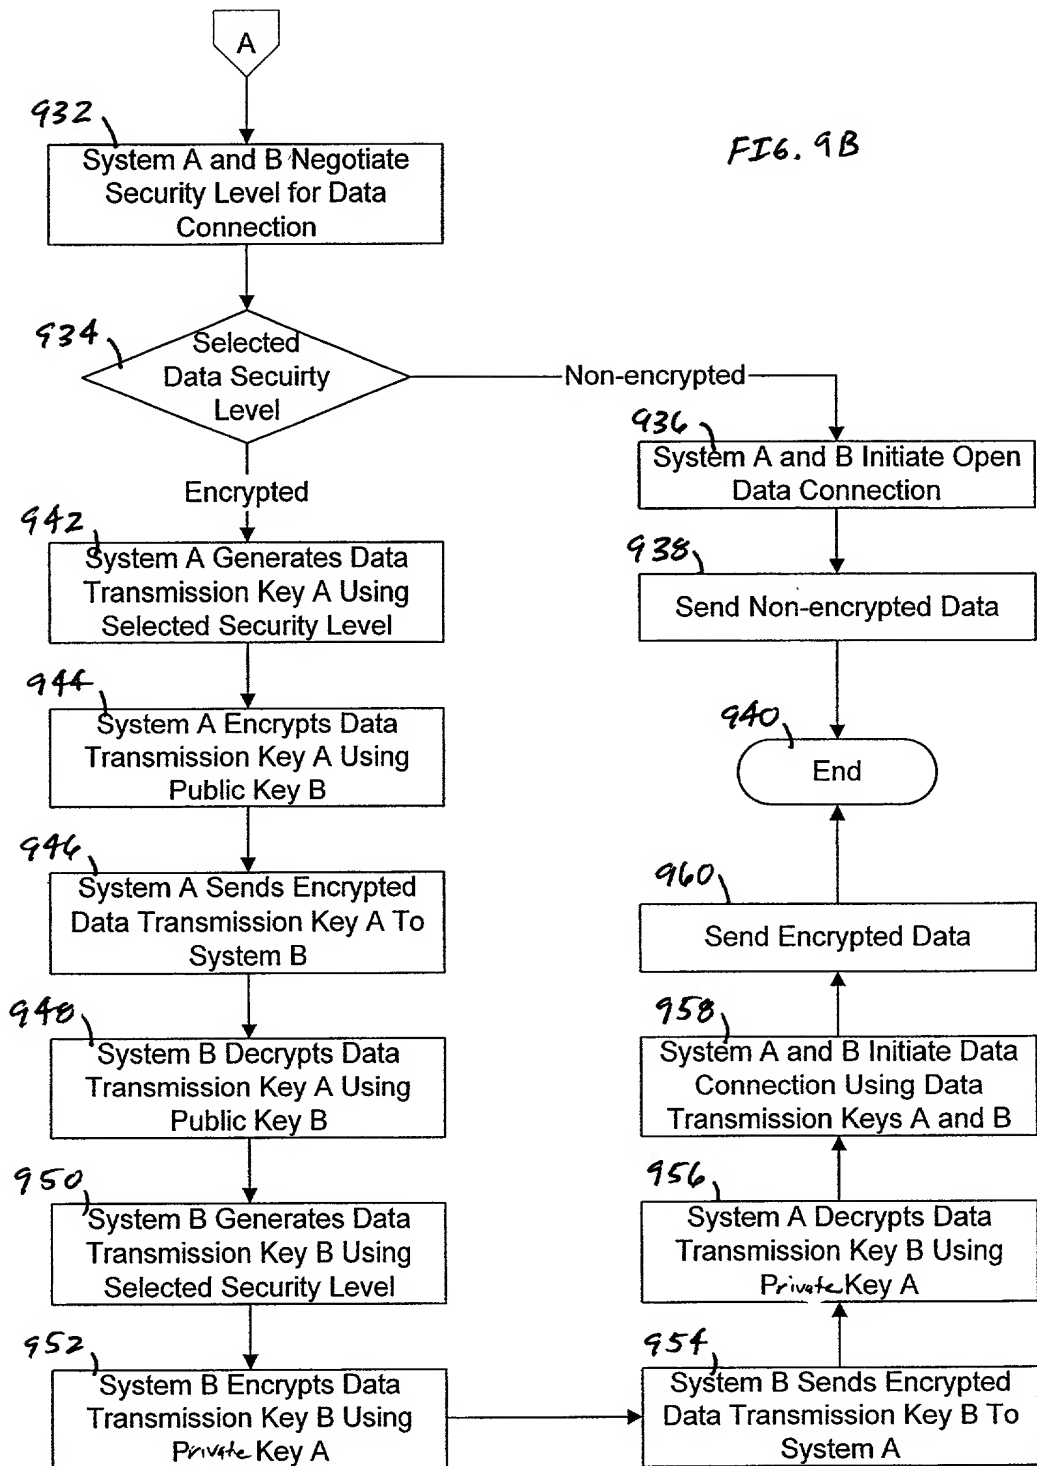 A
932
System A and B Negotiate
Security Level for Data
Connection
FIG. 9B
934
Selected
Data Secuirty
Level
Non-encrypted
936
System A and B Initiate Open
Data Connection
938
Send Non-encrypted Data
940
End
Encrypted
942
System A Generates Data
Transmission Key A Using
Selected Security Level
944
System A Encrypts Data
Transmission Key A Using
Public Key B
946
System A Sends Encrypted
Data Transmission Key A To
System B
948
System B Decrypts Data
Transmission Key A Using
Public Key B
950
System B Generates Data
Transmission Key B Using
Selected Security Level
952
System B Encrypts Data
Transmission Key B Using
Private Key A
954
System B Sends Encrypted
Data Transmission Key B To
System A
956
System A Decrypts Data
Transmission Key B Using
Private Key A
958
System A and B Initiate Data
Connection Using Data
Transmission Keys A and B
960
Send Encrypted Data